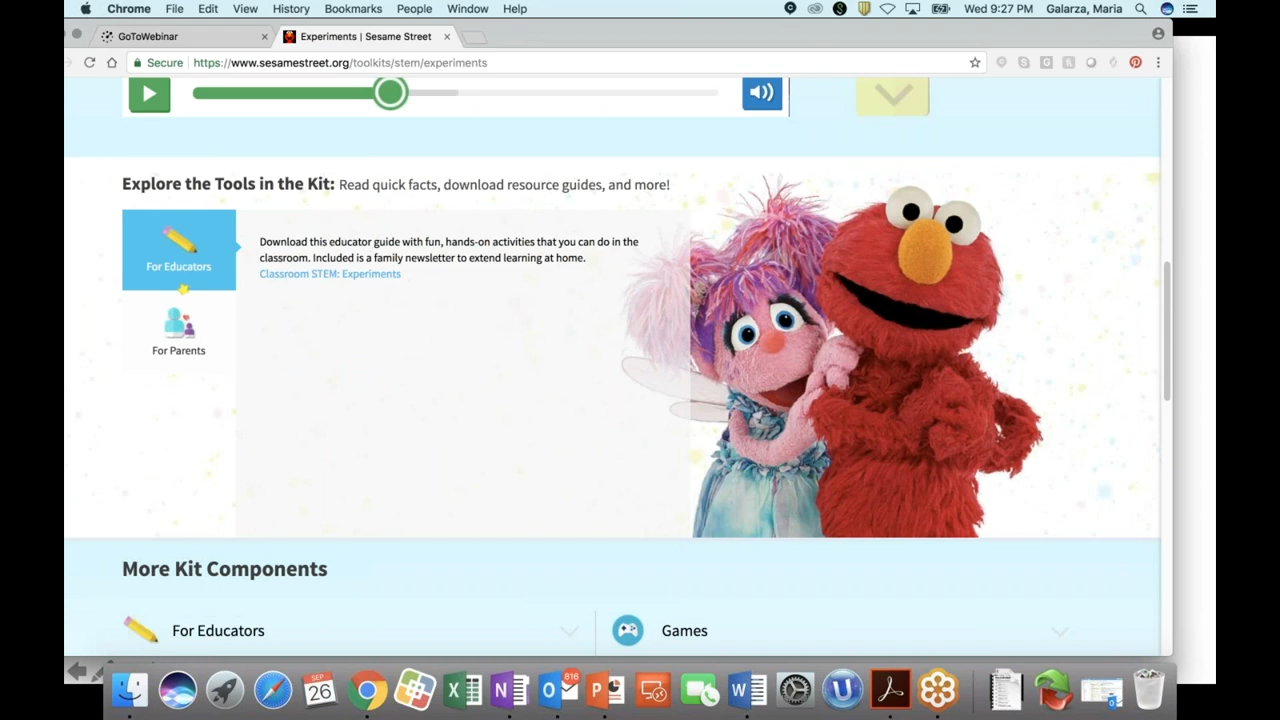 Chrome File Edit View History Bookmarks People Window Help Wed 9:27 PM Galarza, Maria
GoToWebinar × Experiments | Sesame Street ×
Secure https://www.sesamestreet.org/toolkits/stem/experiments
Explore the Tools in the Kit: Read quick facts, download resource guides, and more!
For Educators
Download this educator guide with fun, hands-on activities that you can do in the
classroom. Included is a family newsletter to extend learning at home.
Classroom STEM: Experiments
For Parents
More Kit Components
For Educators
Games
SEP
26
816